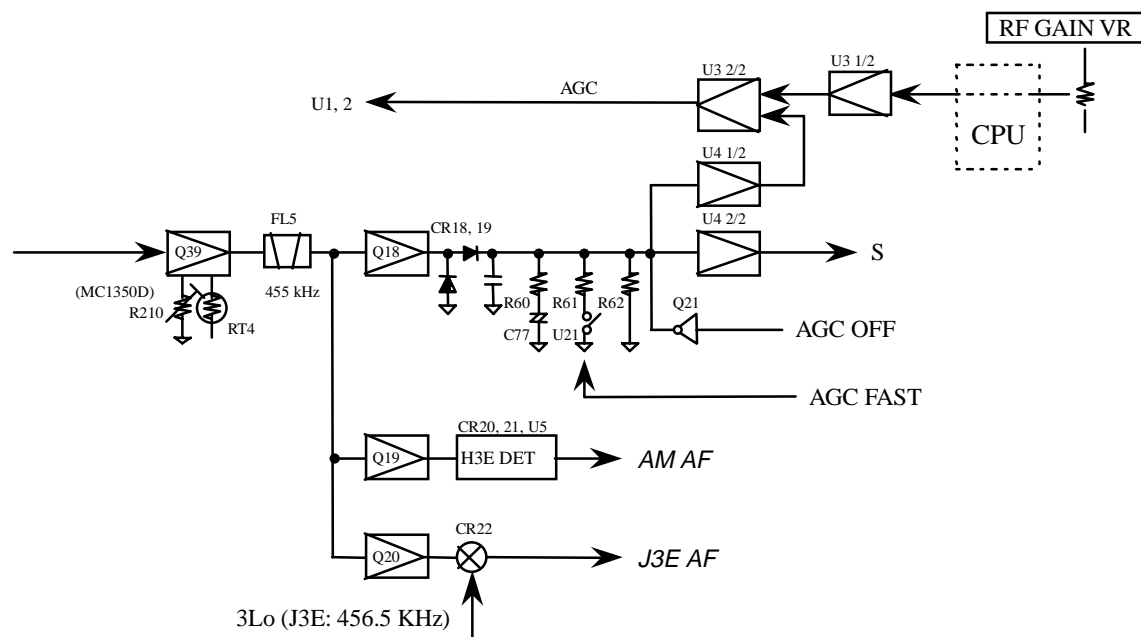 RF GAIN VR
U3 2/2
U3 1/2
U1, 2
AGC
CPU
U4 1/2
FL5
CR18, 19
U4 2/2
Q39
Q18
S
(MC1350D)
455 kHz
R60
R61
R62
Q21
R210
RT4
C77
U21
AGC OFF
AGC FAST
CR20, 21, U5
Q19
H3E DET
AM AF
CR22
Q20
J3E AF
3Lo (J3E: 456.5 KHz)